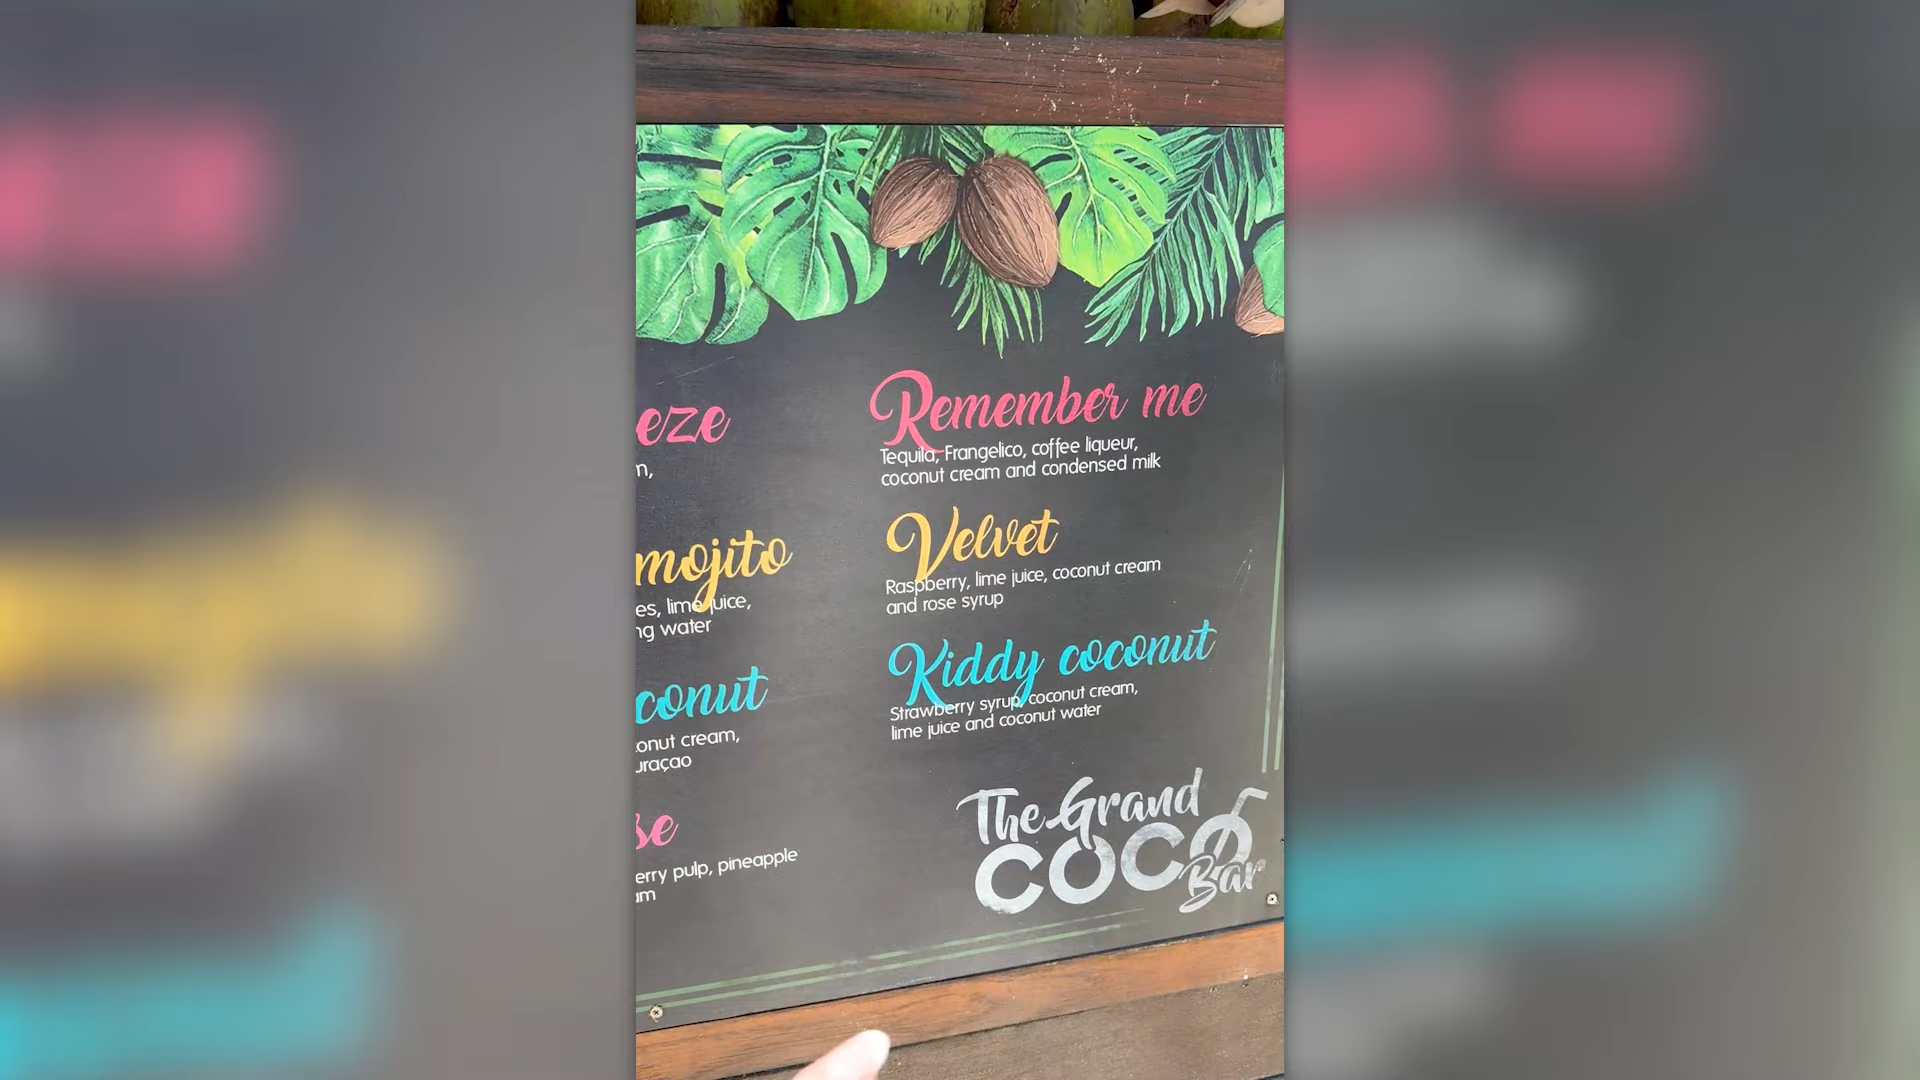 eze
m,
mojito
es, lime juice,
ng water
conut
onut cream,
uraçao
se
erry pulp, pineapple
am
Remember me
Tequila, Frangelico, coffee liqueur,
coconut cream and condensed milk
Velvet
Raspberry, lime juice, coconut cream
and rose syrup
Kiddy coconut
Strawberry syrup, coconut cream,
lime juice and coconut water
The Grand
COCO
Bar